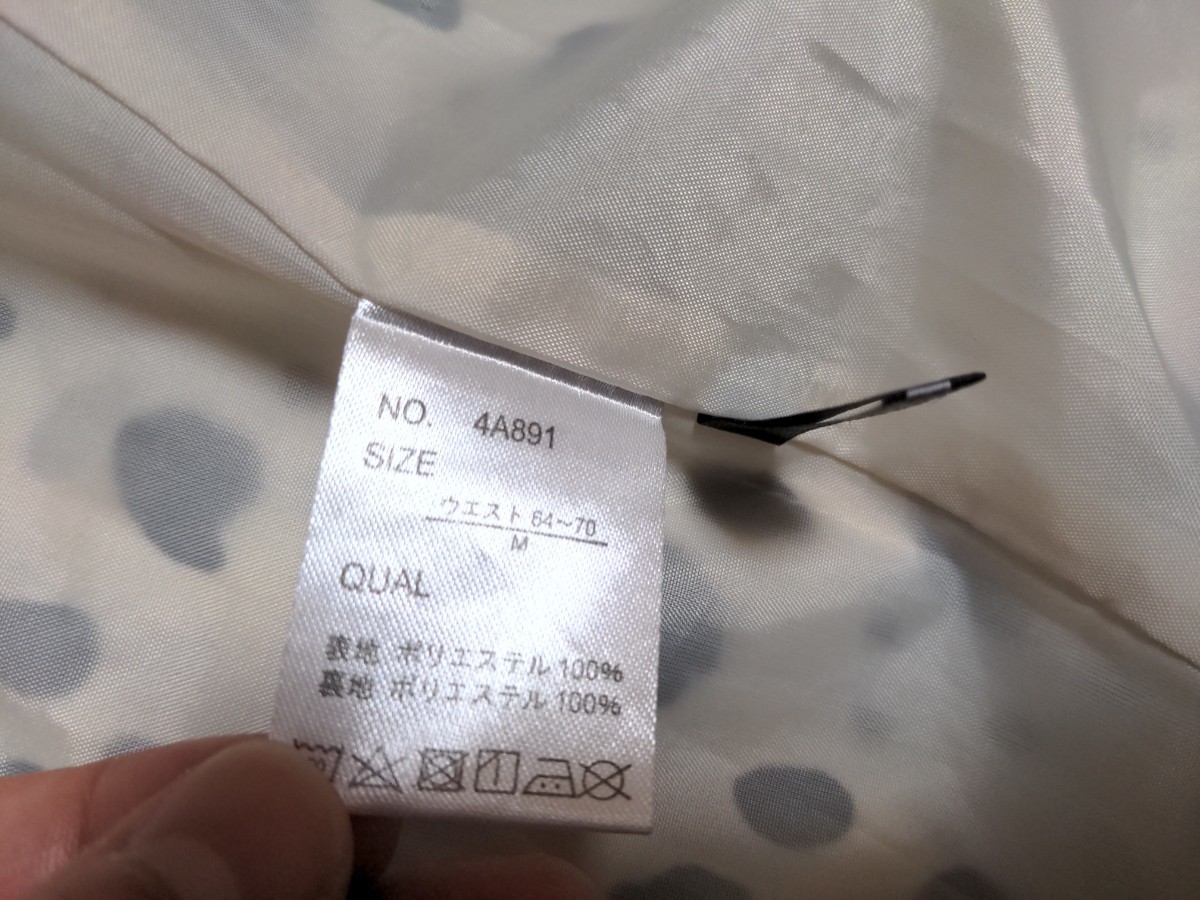 NO. 4A891
SIZE
ウエスト 64～70
M
QUAL
表地 ポリエステル 100%
裏地 ポリエステル 100%